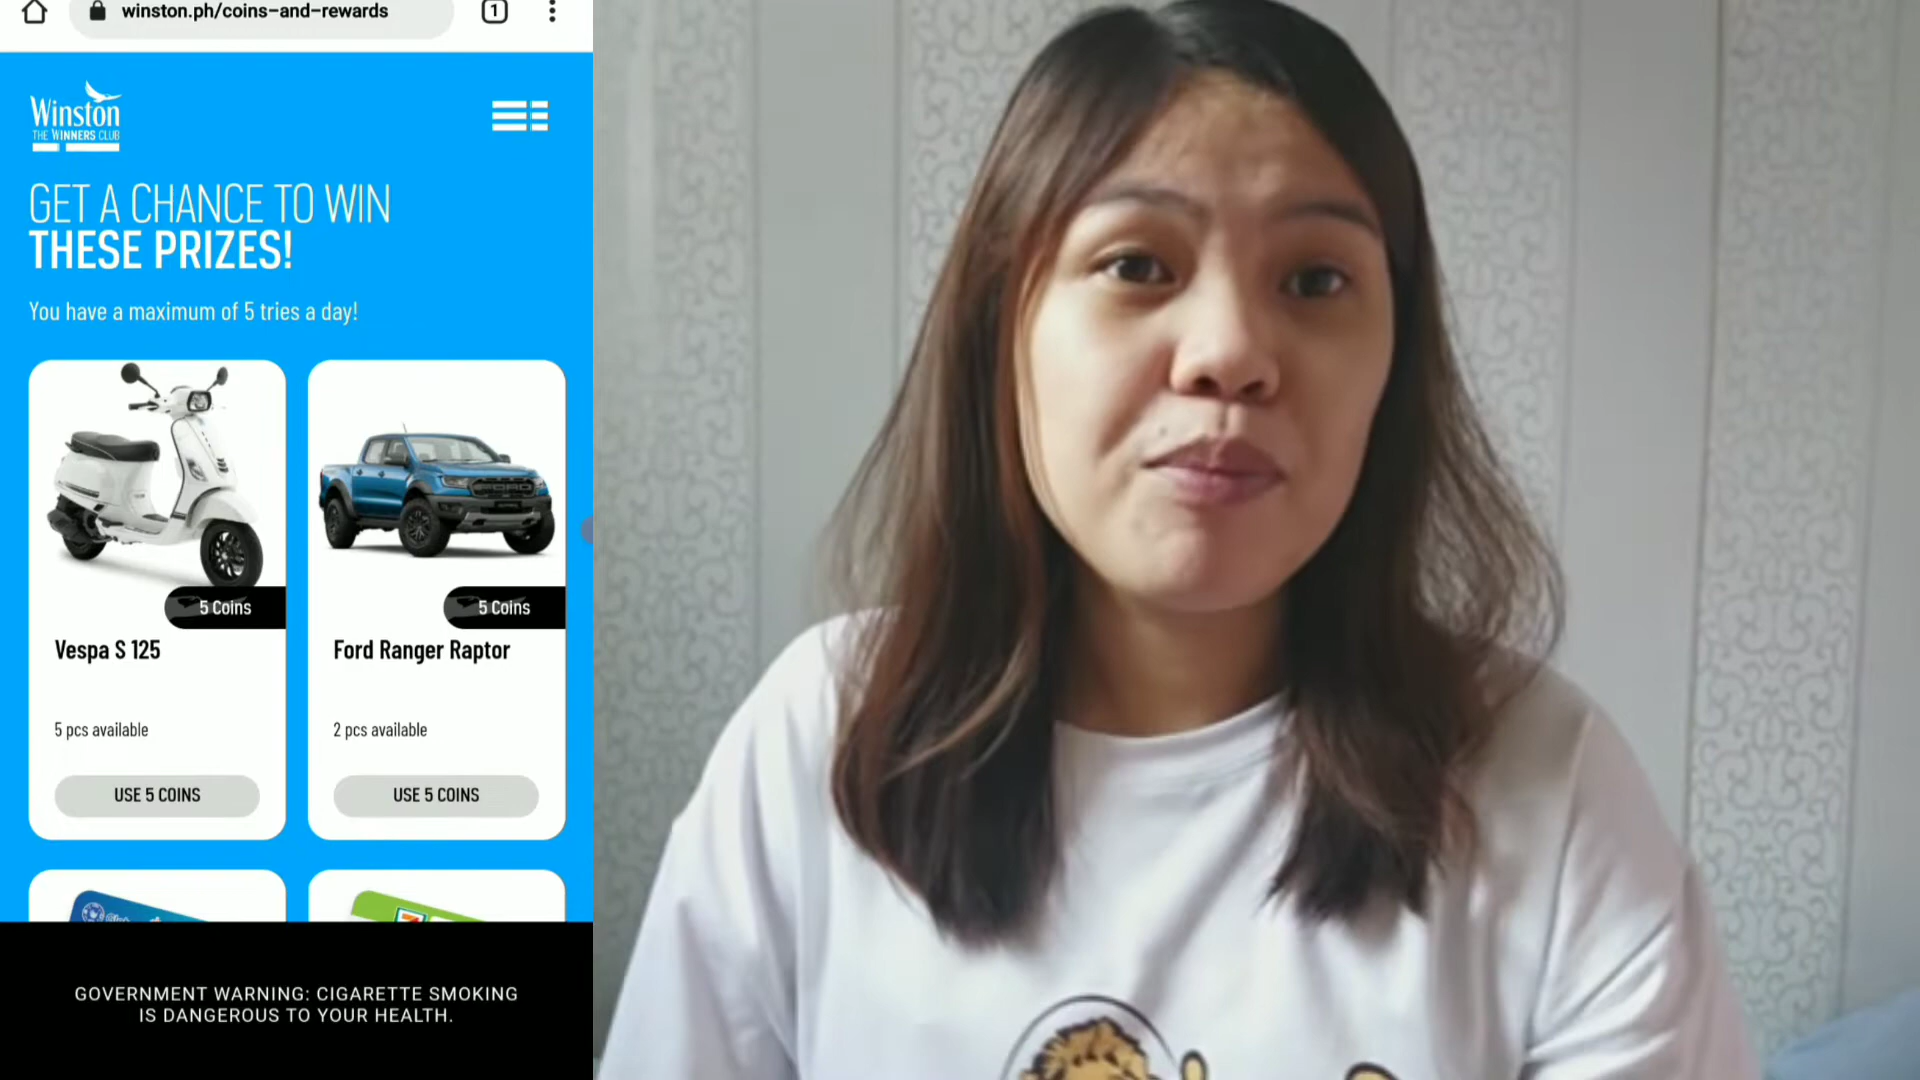 winston.ph/coins-and-rewards
1
Winston
THE WINNERS CLUB
GET A CHANCE TO WIN
THESE PRIZES!
You have a maximum of 5 tries a day!
5 Coins
Vespa S 125
5 pcs available
USE 5 COINS
FORD
5 Coins
Ford Ranger Raptor
2 pcs available
USE 5 COINS
7
GOVERNMENT WARNING: CIGARETTE SMOKING
IS DANGEROUS TO YOUR HEALTH.